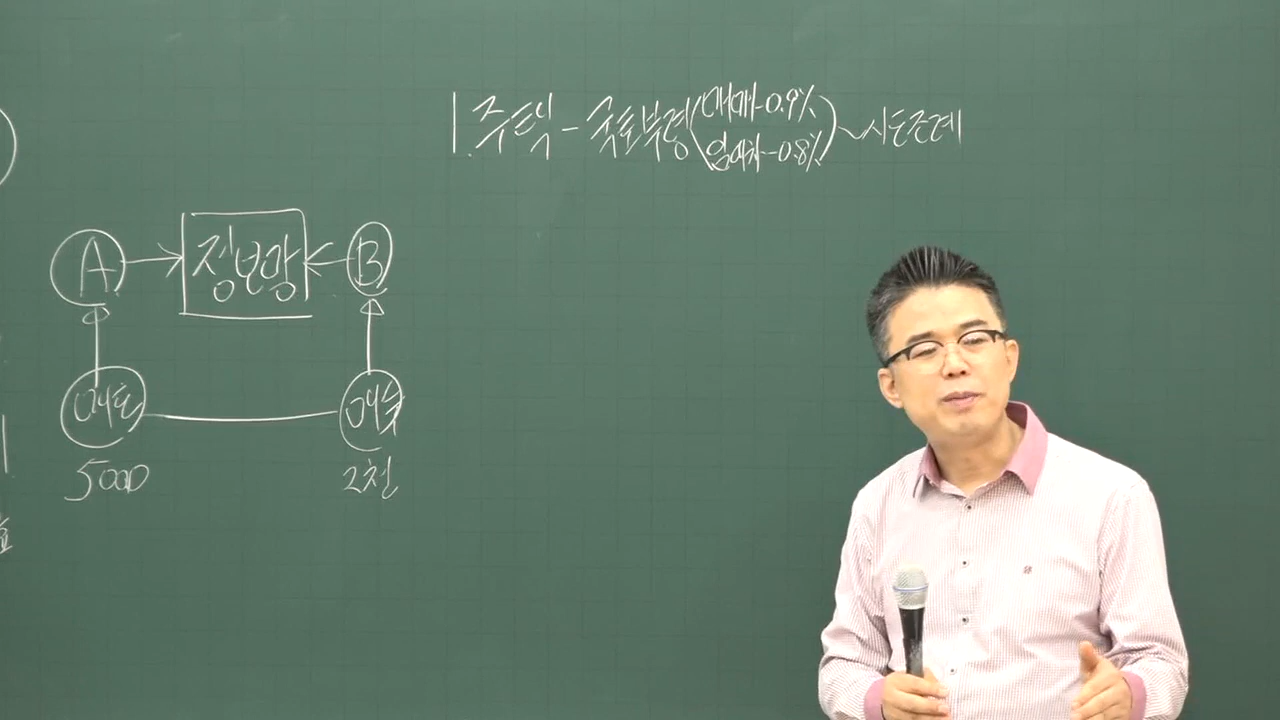 1. 주택 - 국토부령(매매-0.9%
임대차-0.8%) ~ 시·도조례
A → 정보망 ← B
매도 매수
5000 2천